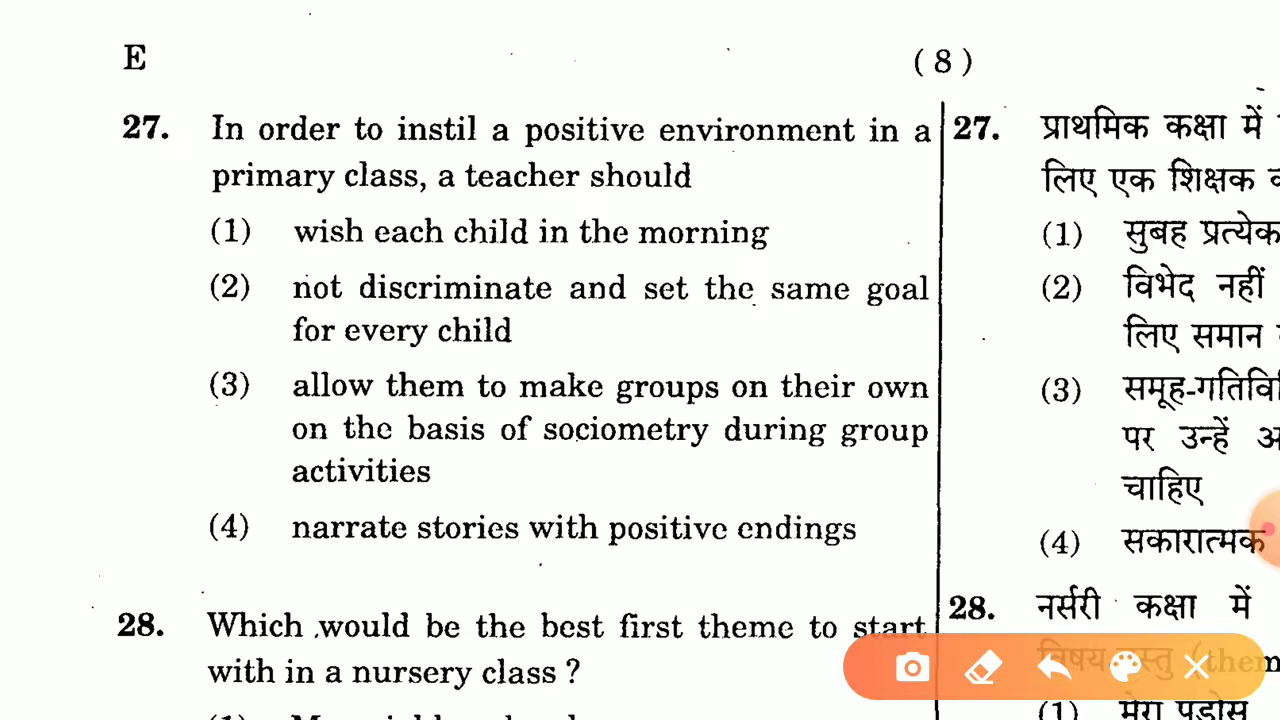 E
( 8 )
27. In order to instil a positive environment in a
primary class, a teacher should
(1) wish each child in the morning
(2) not discriminate and set the same goal
for every child
(3) allow them to make groups on their own
on the basis of sociometry during group
activities
(4) narrate stories with positive endings
28. Which would be the best first theme to start
with in a nursery class ?
27. प्राथमिक कक्षा में
लिए एक शिक्षक
(1) सुबह प्रत्येक
(2) विभेद नहीं
लिए समान
(3)
पर उन्हें
चाहिए
(4) सकारात्मक
28. नर्सरी कक्षा में
(1) मेरा पड़ोस